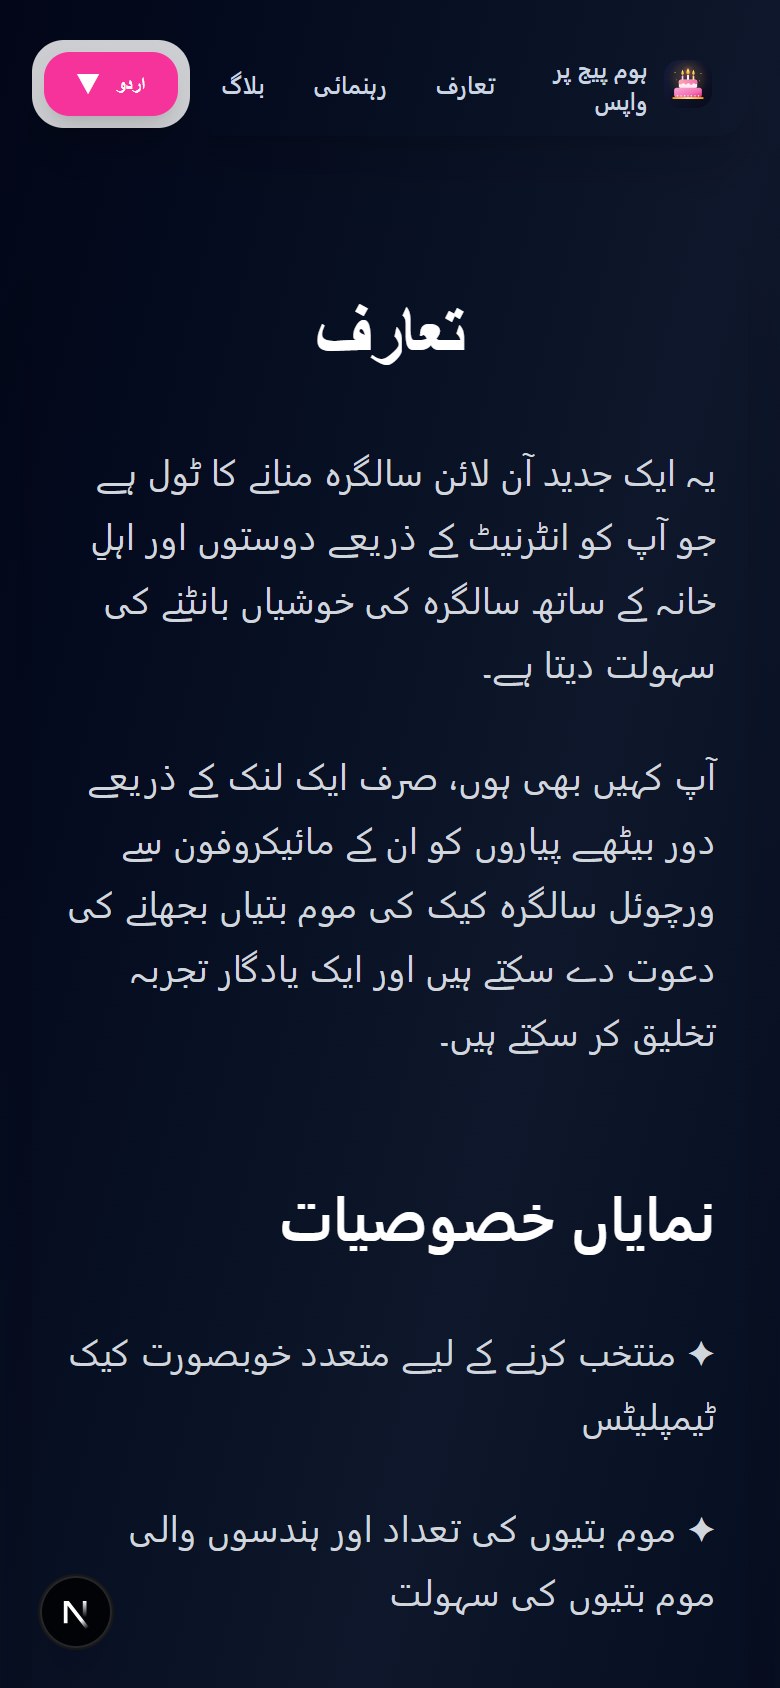 ہوم پیج پر
واپس
تعارف
رہنمائی
بلاگ
اردو ▼
تعارف
یہ ایک جدید آن لائن سالگرہ منانے کا ٹول ہے
جو آپ کو انٹرنیٹ کے ذریعے دوستوں اور اہلِ
خانہ کے ساتھ سالگرہ کی خوشیاں بانٹنے کی
سہولت دیتا ہے۔
آپ کہیں بھی ہوں، صرف ایک لنک کے ذریعے
دور بیٹھے پیاروں کو ان کے مائیکروفون سے
ورچوئل سالگرہ کیک کی موم بتیاں بجھانے کی
دعوت دے سکتے ہیں اور ایک یادگار تجربہ
تخلیق کر سکتے ہیں۔
نمایاں خصوصیات
✦ منتخب کرنے کے لیے متعدد خوبصورت کیک
ٹیمپلیٹس
✦ موم بتیوں کی تعداد اور ہندسوں والی
موم بتیوں کی سہولت
N